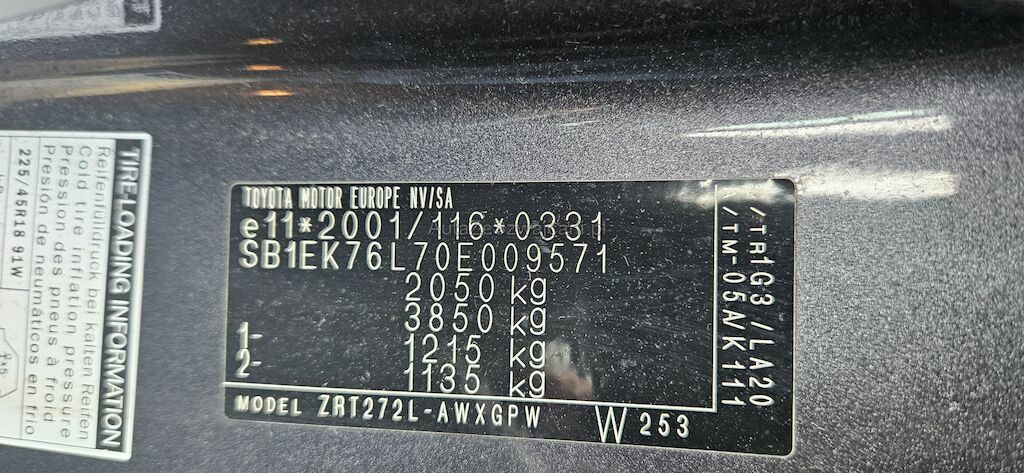 TOYOTA MOTOR EUROPE NV/SA
e11*2001/116*0331
SB1EK76L70E009571
2050 kg
3850 kg
1- 1215 kg
2- 1135 kg
MODEL ZRT272L-AWXGPW W 253
/TR1G3/LA20
/TM-05A/K111
TIRE-LOADING INFORMATION
Reifenfülldruck bei kalten Reifen
Cold tire inflation pressure
Pression des pneus à froid
Presión de neumáticos en frío
225/45R18 91W